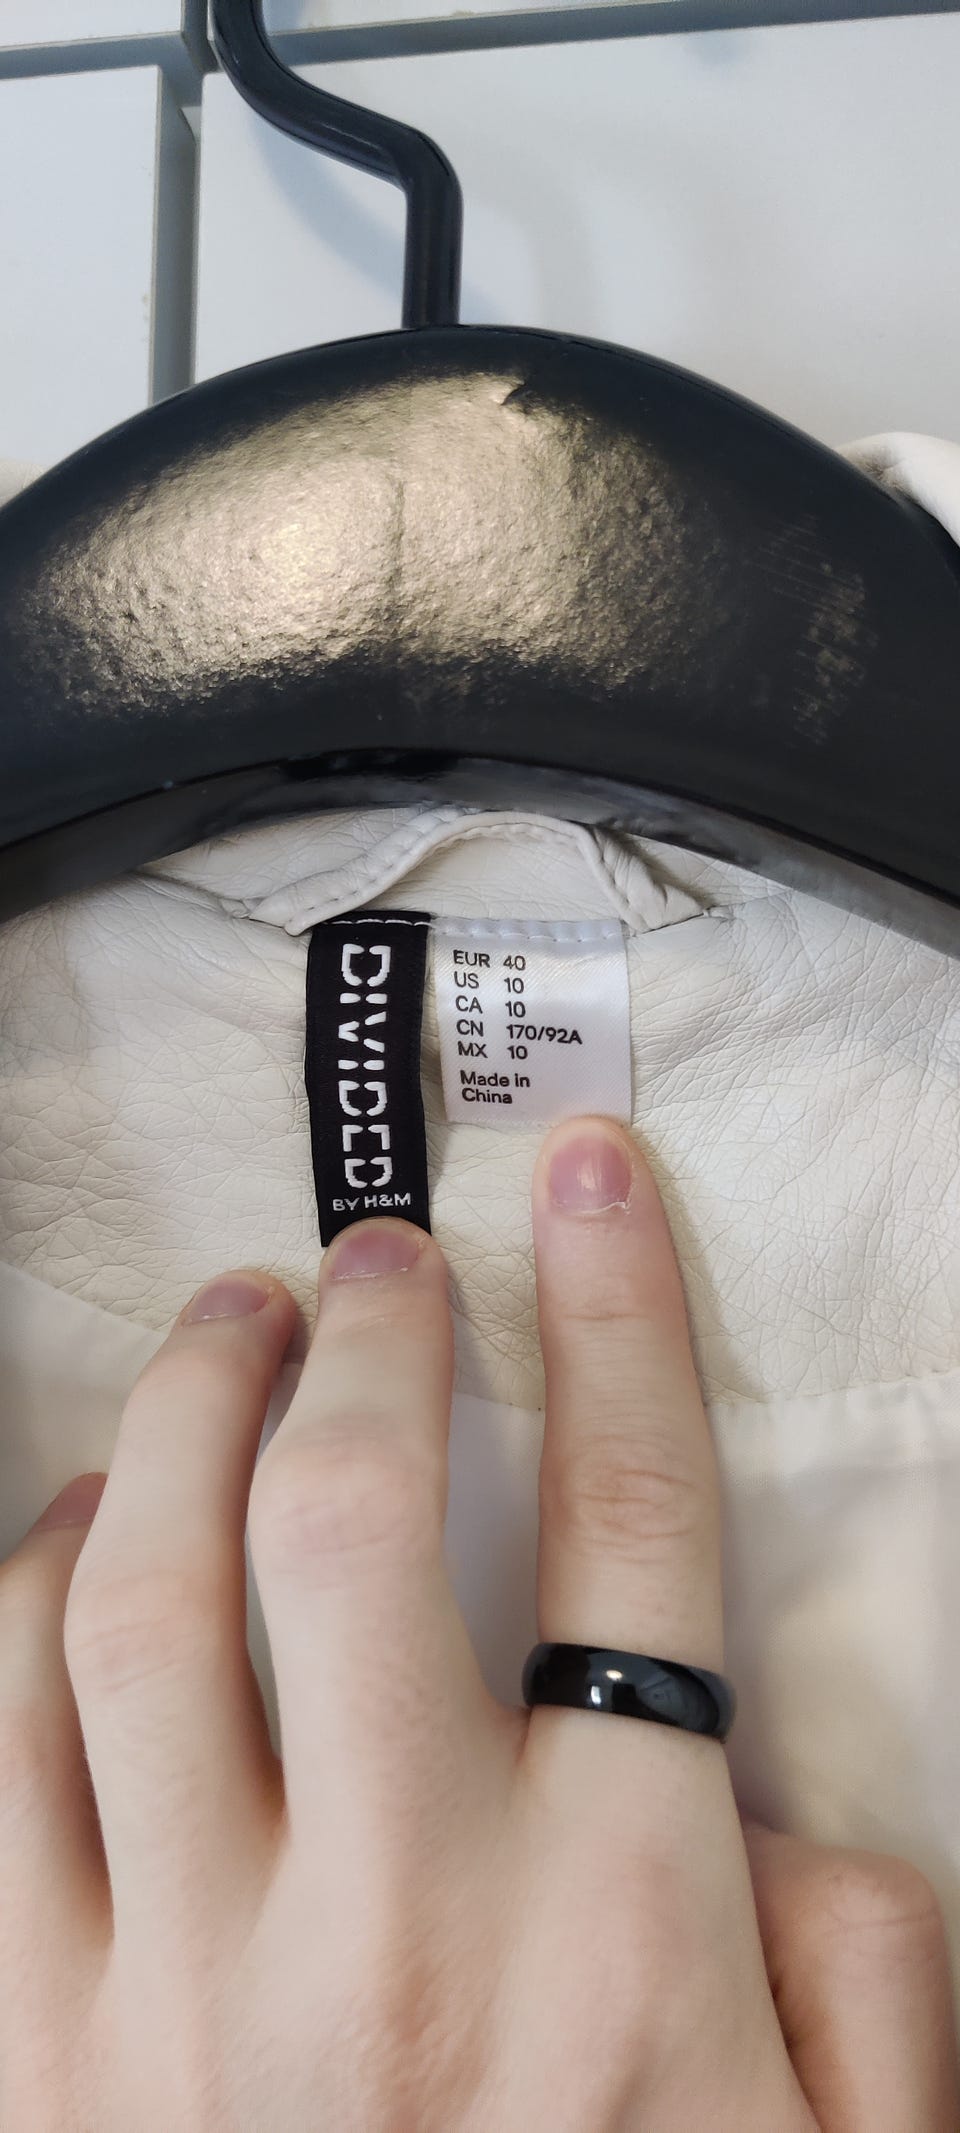 DIVIDED
BY H&M
EUR 40
US 10
CA 10
CN 170/92A
MX 10
Made in
China